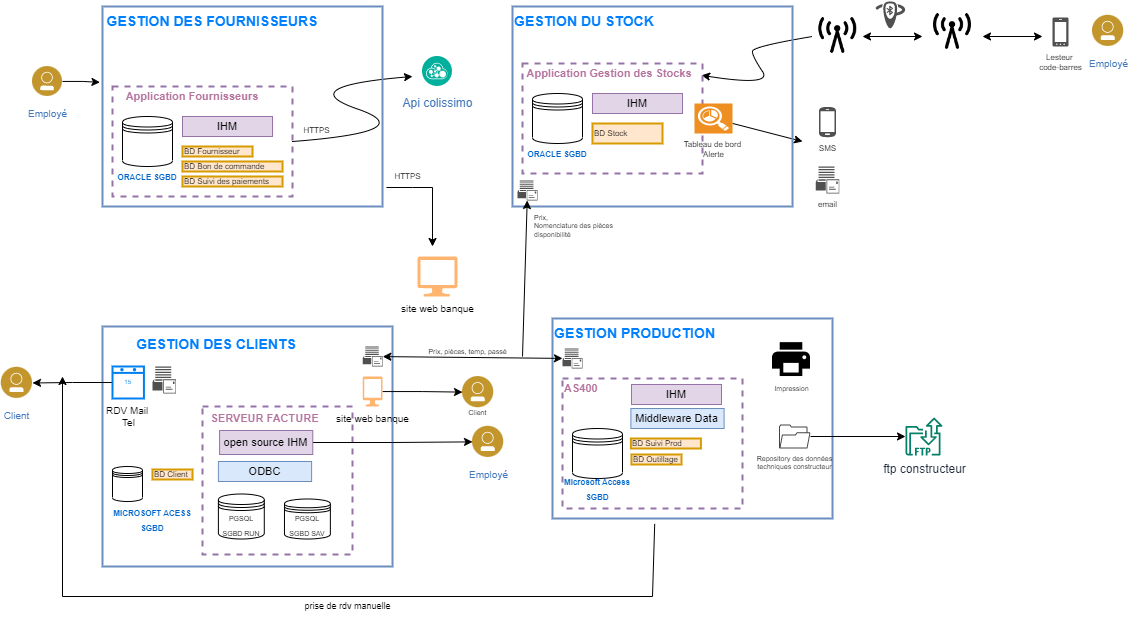 GESTION DES FOURNISSEURS
Employé
Application Fournisseurs
IHM
BD Fournisseur
BD Bon de commande
BD Suivi des paiements
ORACLE SGBD
HTTPS
Api colissimo
HTTPS
site web banque
GESTION DU STOCK
Application Gestion des Stocks
IHM
BD Stock
ORACLE SGBD
Tableau de bord
Alerte
Lesteur
code-barres
Employé
SMS
email
Prix,
Nomenclature des pièces
disponibilité
GESTION DES CLIENTS
Client
15
RDV Mail
Tel
SERVEUR FACTURE
open source IHM
ODBC
BD Client
MICROSOFT ACESS
SGBD
PGSQL
SGBD RUN
PGSQL
SGBD SAV
site web banque
Client
Employé
Prix, pièces, temp, passé
GESTION PRODUCTION
AS400
IHM
Middleware Data
BD Suivi Prod
BD Outillage
Microsoft Access
SGBD
Impression
Repository des données
techniques constructeur
FTP
ftp constructeur
prise de rdv manuelle